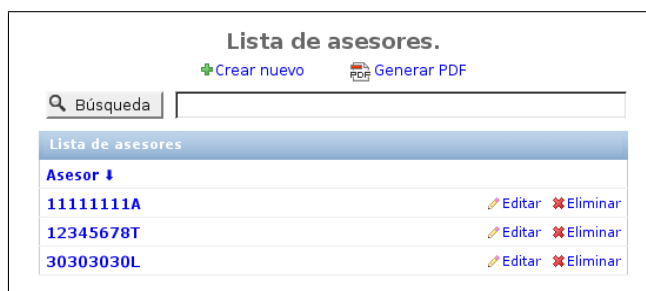 Lista de asesores.
Crear nuevo PDF Generar PDF
Búsqueda
Lista de asesores
Asesor ⬇
11111111A Editar Eliminar
12345678T Editar Eliminar
30303030L Editar Eliminar